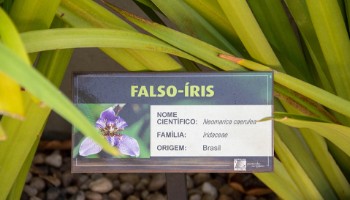 FALSO-ÍRIS
NOME
CIENTÍFICO: Neomarica caerulea
FAMÍLIA: Iridaceae
ORIGEM: Brasil